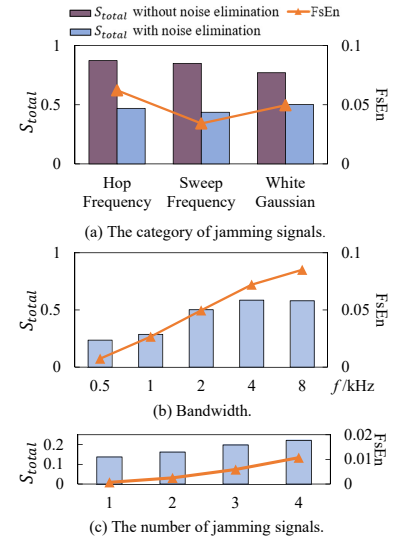 S_total without noise elimination FsEn
S_total with noise elimination
1 0.1
0.5 0.05
0 0
S_total FsEn
Hop Frequency Sweep Frequency White Gaussian
(a) The category of jamming signals.
1 0.1
0.5 0.05
0 0
S_total FsEn
0.5 1 2 4 8 f/kHz
(b) Bandwidth.
0.02
0.2
0.1 0.01
0 0
S_total FsEn
1 2 3 4
(c) The number of jamming signals.